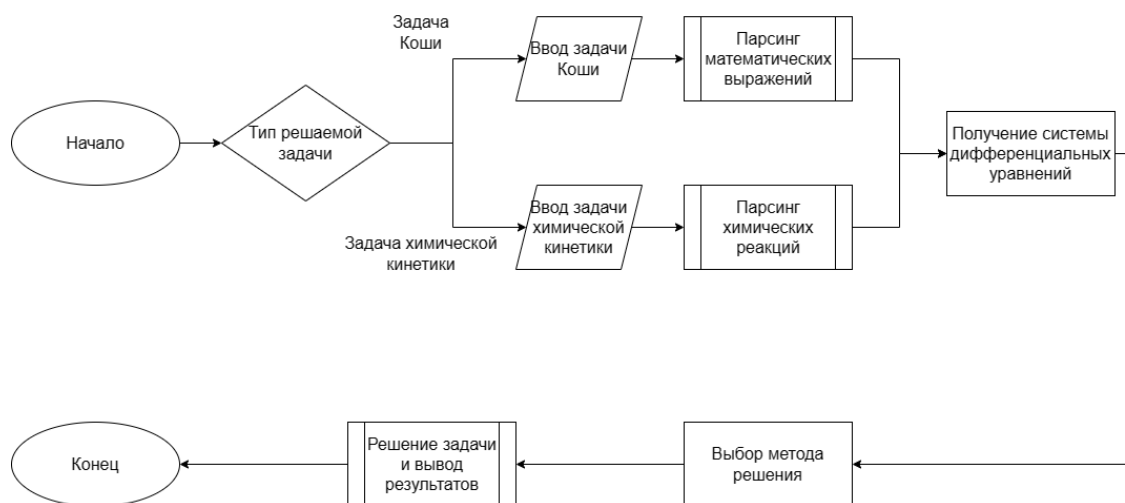 Начало
Тип решаемой
задачи
Задача
Коши
Ввод задачи
Коши
Парсинг
математических
выражений
Задача химической
кинетики
Ввод задачи
химической
кинетики
Парсинг
химических
реакций
Получение системы
дифференциальных
уравнений
Выбор метода
решения
Решение задачи
и вывод
результатов
Конец